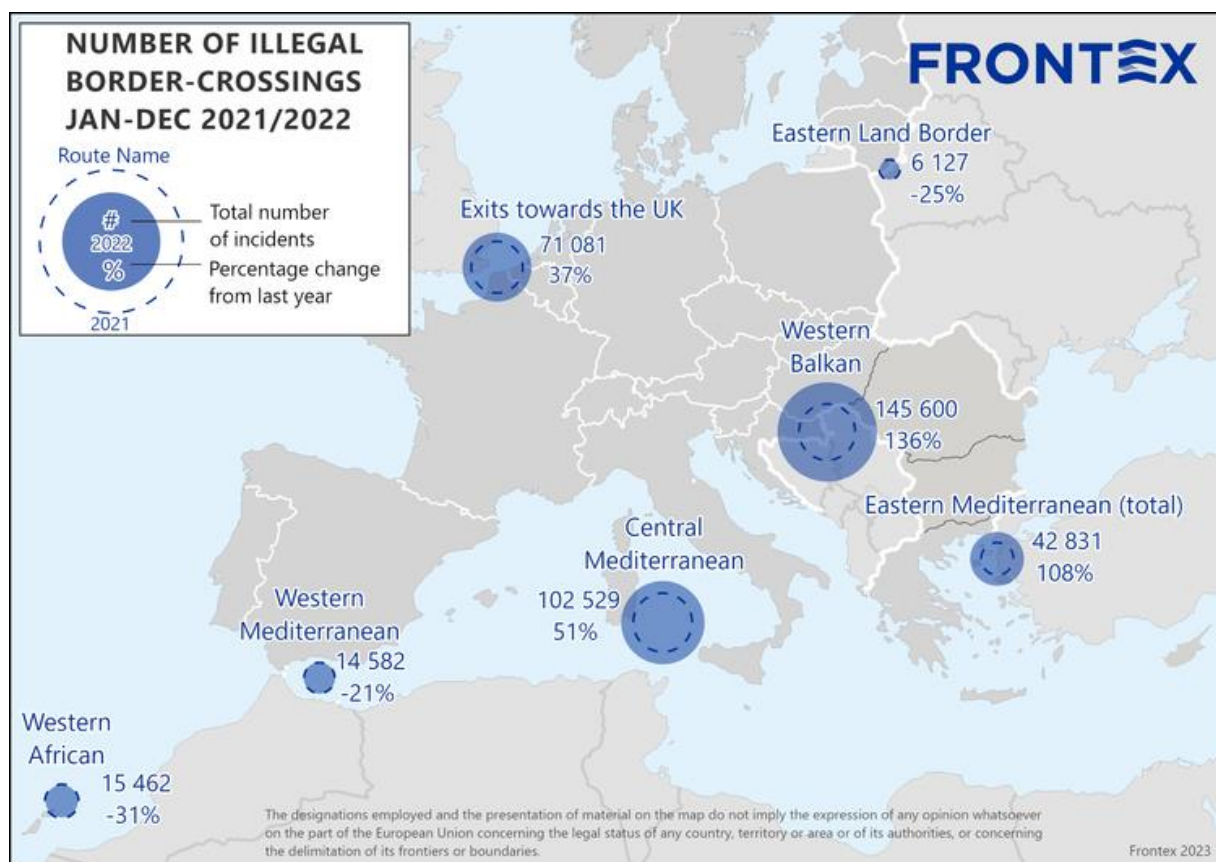 NUMBER OF ILLEGAL
BORDER-CROSSINGS
JAN-DEC 2021/2022
Route Name
#
2022
%
Total number
of incidents
Percentage change
from last year
2021
FRONTEX
Eastern Land Border
6 127
-25%
Exits towards the UK
71 081
37%
Western
Balkan
145 600
136%
Eastern Mediterranean (total)
42 831
108%
Central
Mediterranean
102 529
51%
Western
Mediterranean
14 582
-21%
Western
African
15 462
-31%
The designations employed and the presentation of material on the map do not imply the expression of any opinion whatsoever
on the part of the European Union concerning the legal status of any country, territory or area or of its authorities, or concerning
the delimitation of its frontiers or boundaries.
Frontex 2023